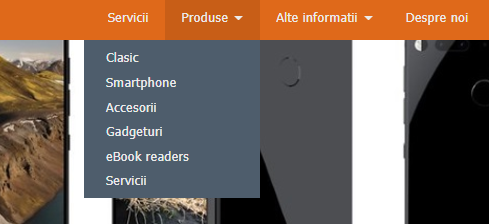 Servicii Produse Alte informatii Despre noi
Clasic
Smartphone
Accesorii
Gadgeturi
eBook readers
Servicii